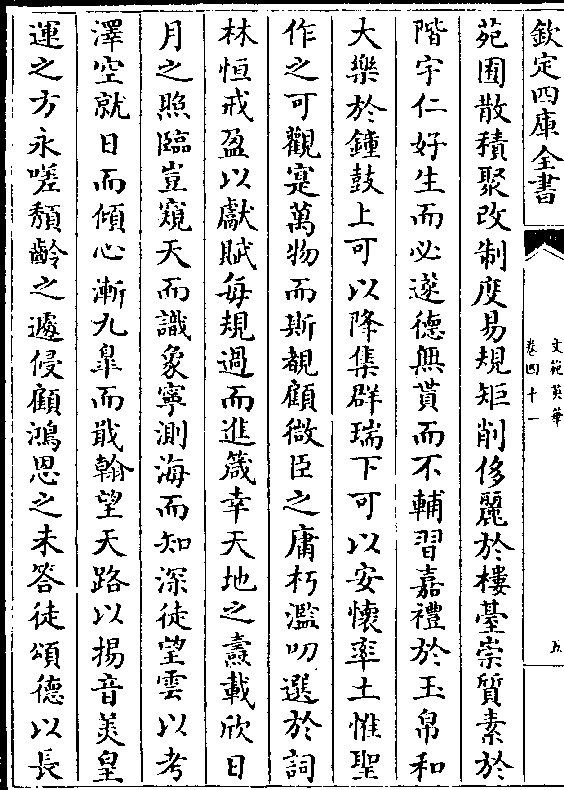 欽定四庫全書
文苑英華
卷四十一
五
苑囿散積聚改制度易規矩削侈麗於樓臺崇質素於
階宇仁好生而必遂德無貰而不輔習嘉禮於玉帛和
大樂於鐘鼓上可以降集群瑞下可以安懷率土惟聖
作之可觀寔萬物而斯覩顧微臣之庸朽濫叨選於詞
林恒戒盈以獻賦每規過而進箴幸天地之燾載欣日
月之照臨豈窺天而識象寧測海而知深徒望雲以考
澤空就日而傾心漸九臯而戢翰望天路以揚音羙皇
運之方永嗟頽齡之遽侵顧鴻恩之未答徒頌德以長